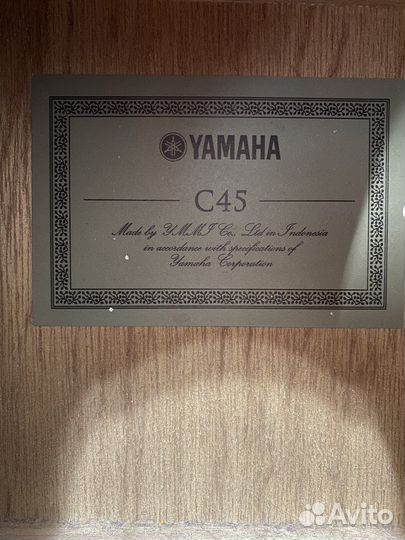 YAMAHA
C45
Made by YMMI Co., Ltd in Indonesia
in accordance with specifications of
Yamaha Corporation
Avito